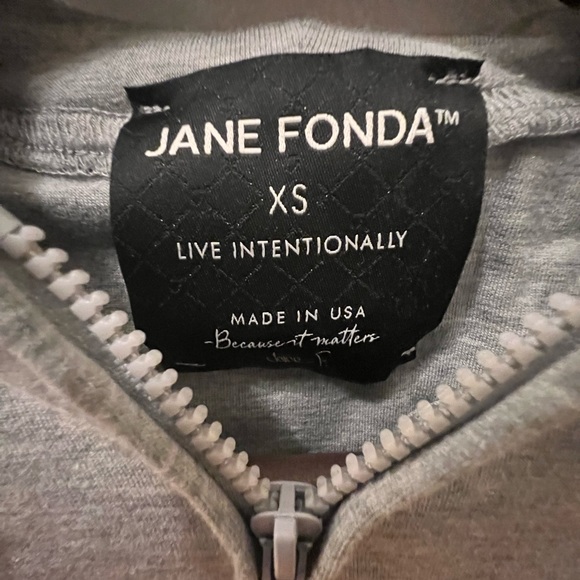 JANE FONDA™
XS
LIVE INTENTIONALLY
MADE IN USA
-Because it matters